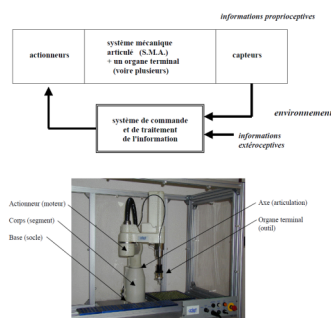 informations proprioceptives
actionneurs
système mécanique
articulé (S.M.A.)
+ un organe terminal
(voire plusieurs)
capteurs
environnement
système de commande
et de traitement
de l'information
informations
extéroceptives
Actionneur (moteur)
Corps (segment)
Base (socle)
Axe (articulation)
Organe terminal
(outil)